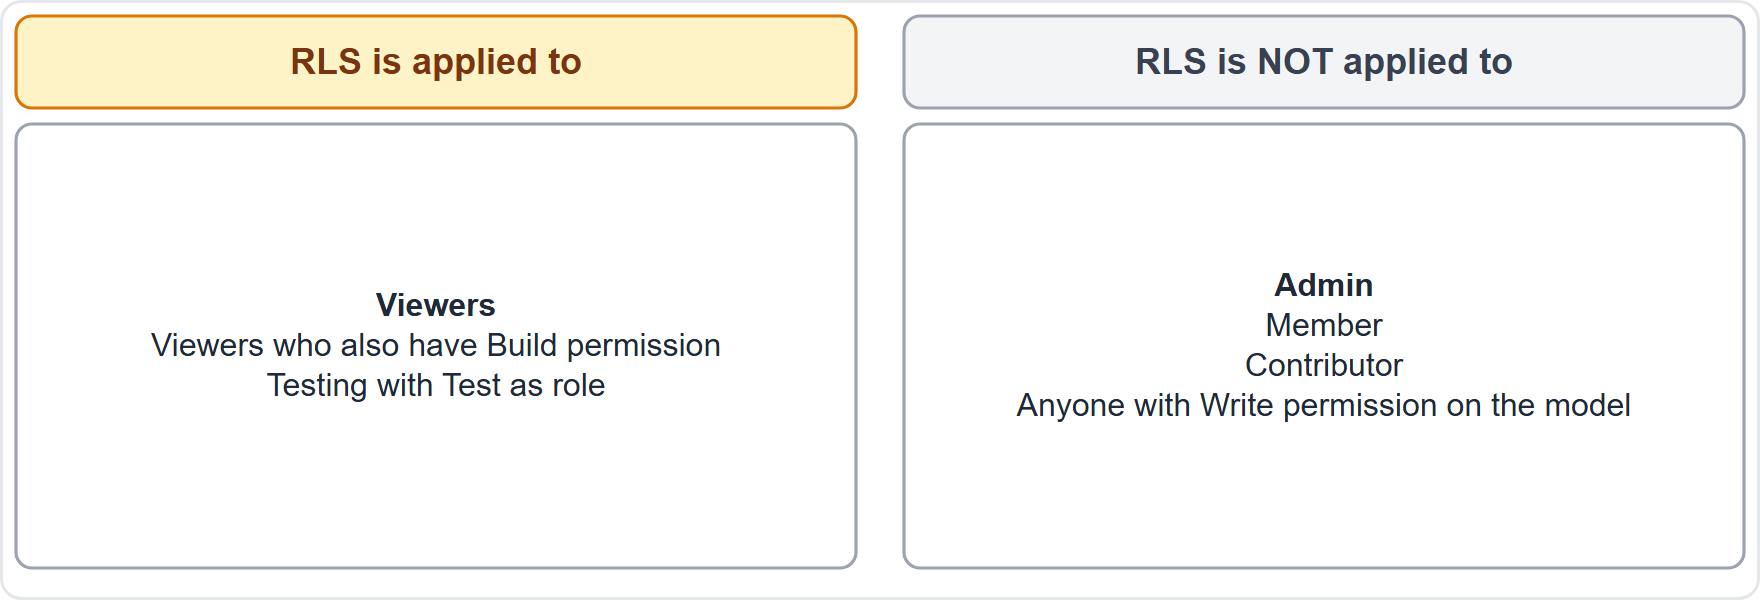 RLS is applied to
Viewers
Viewers who also have Build permission
Testing with Test as role
RLS is NOT applied to
Admin
Member
Contributor
Anyone with Write permission on the model